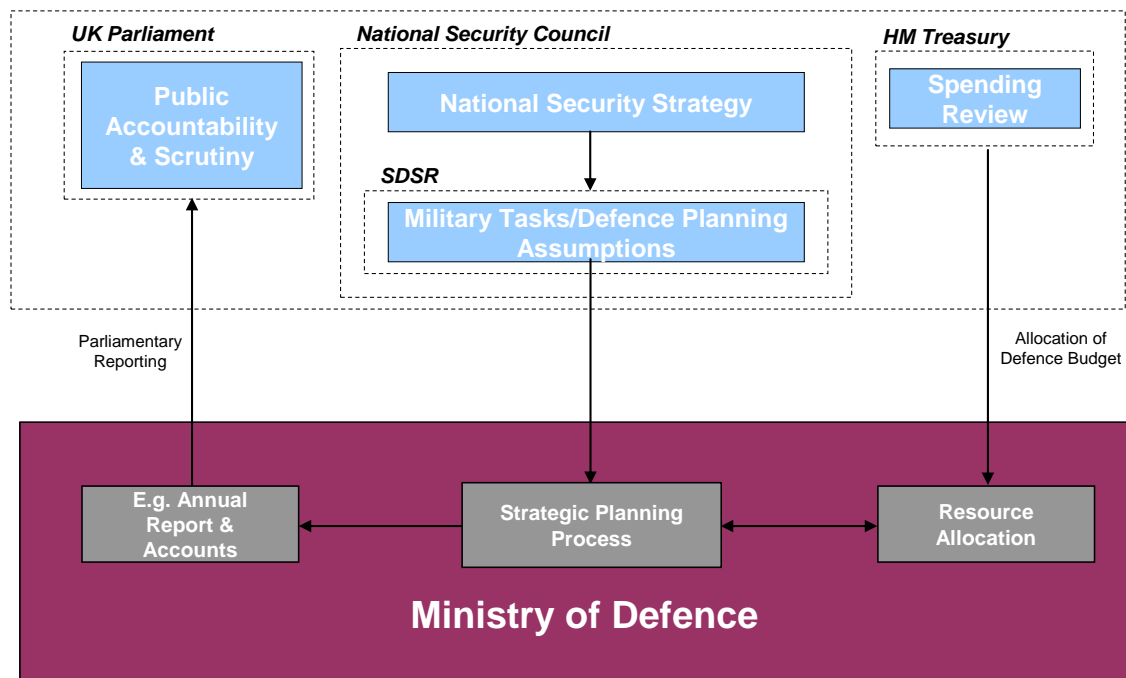 UK Parliament
Public
Accountability
& Scrutiny
National Security Council
National Security Strategy
SDSR
Military Tasks/Defence Planning
Assumptions
HM Treasury
Spending
Review
Parliamentary
Reporting
Allocation of
Defence Budget
E.g. Annual
Report &
Accounts
Strategic Planning
Process
Resource
Allocation
Ministry of Defence